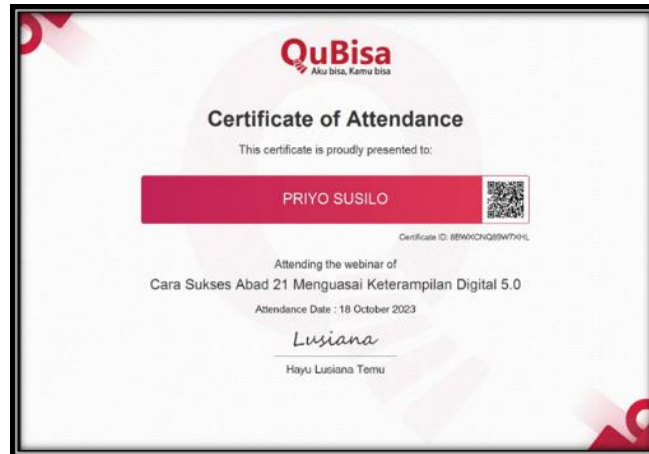 QuBisa
Aku bisa, Kamu bisa
Certificate of Attendance
This certificate is proudly presented to:
PRIYO SUSILO
Certificate ID:
Attending the webinar of
Cara Sukses Abad 21 Menguasai Keterampilan Digital 5.0
Attendance Date : 18 October 2023
Lusiana
Hayu Lusiana Temu